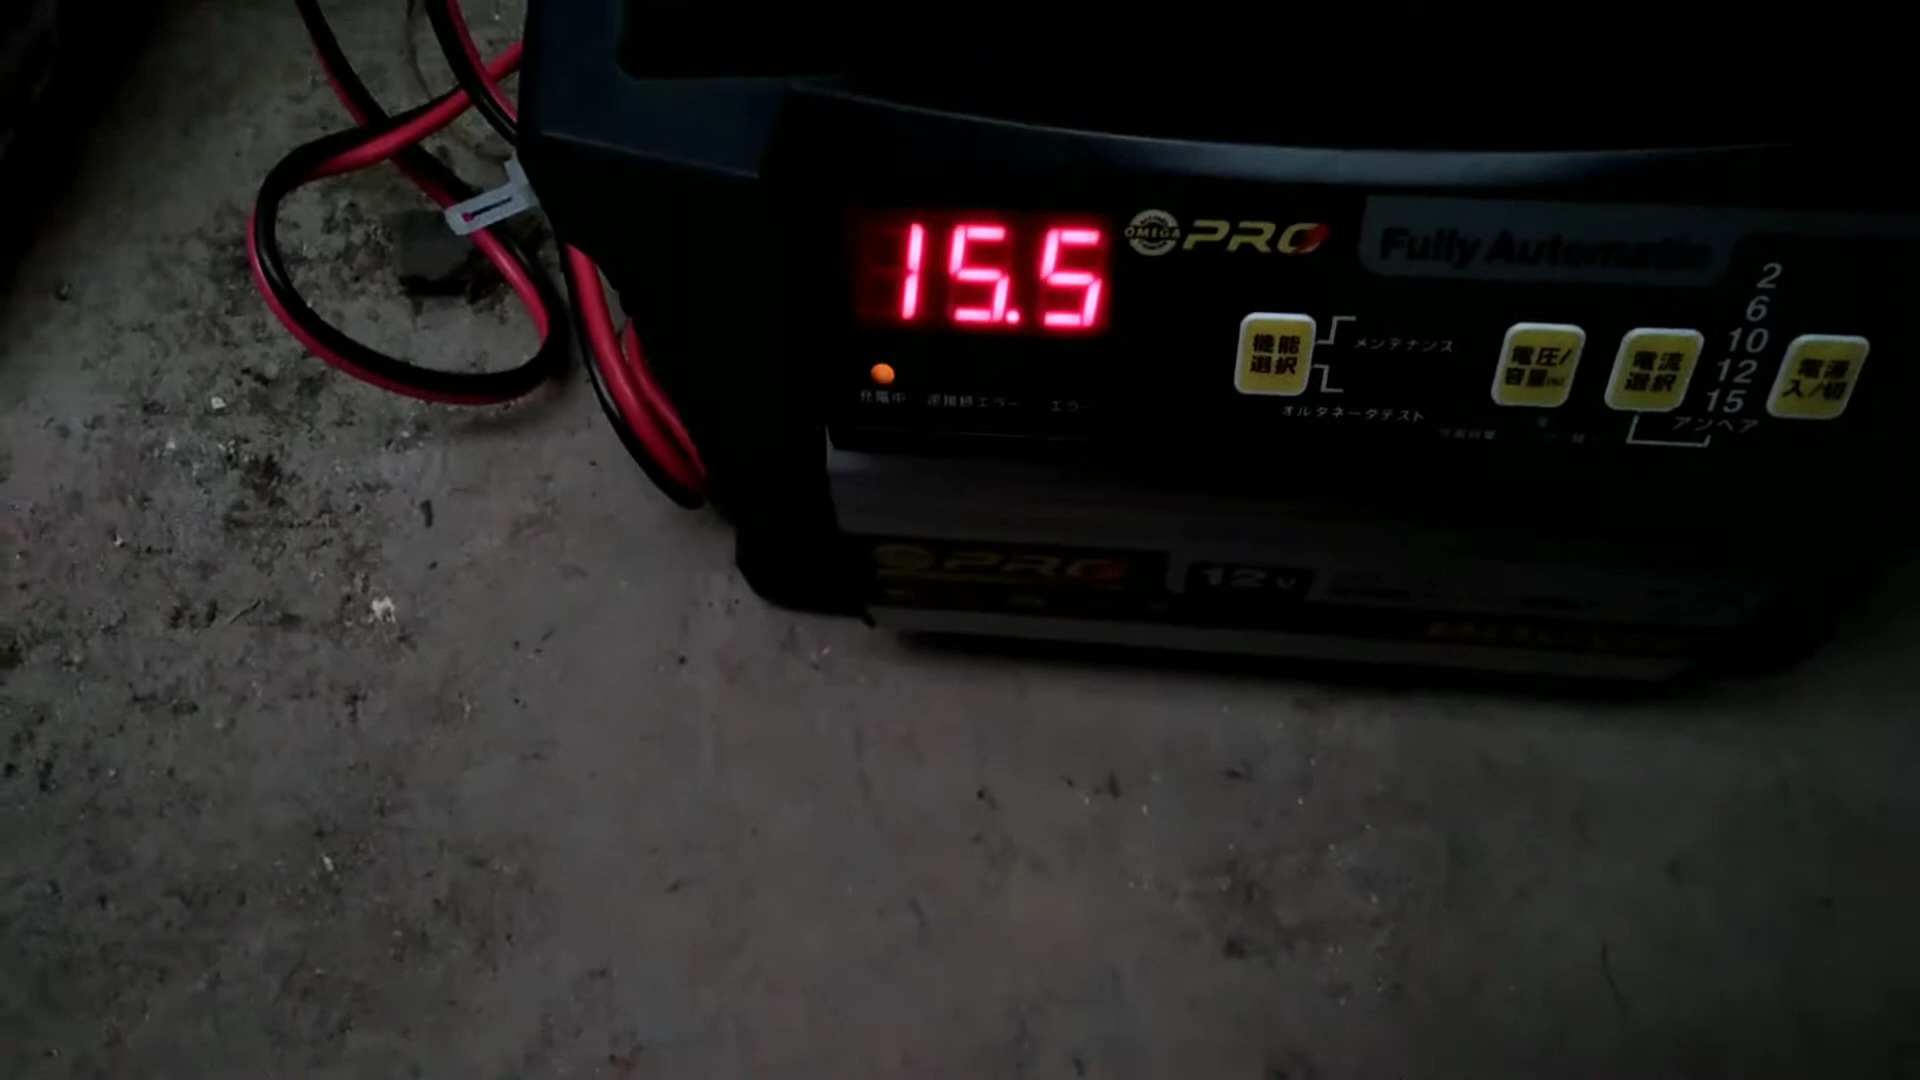 15.5
OMEGA PRO
Fully Automatic
機能
選択
メンテナンス
オルタネータテスト
電圧/
容量(%)
電流
選択
2
6
10
12
15
アンペア
電源
入/切
充電中
逆接続エラー
エラー
PRO
12V